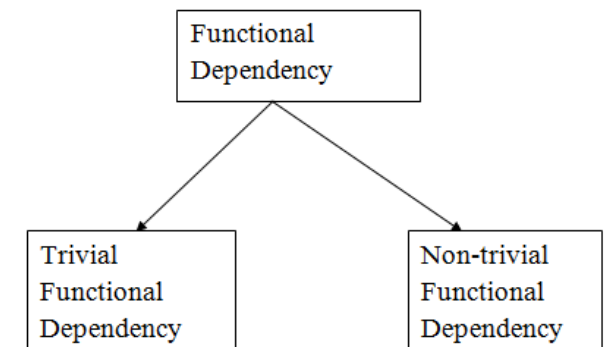 Functional
Dependency
Trivial
Functional
Dependency
Non-trivial
Functional
Dependency